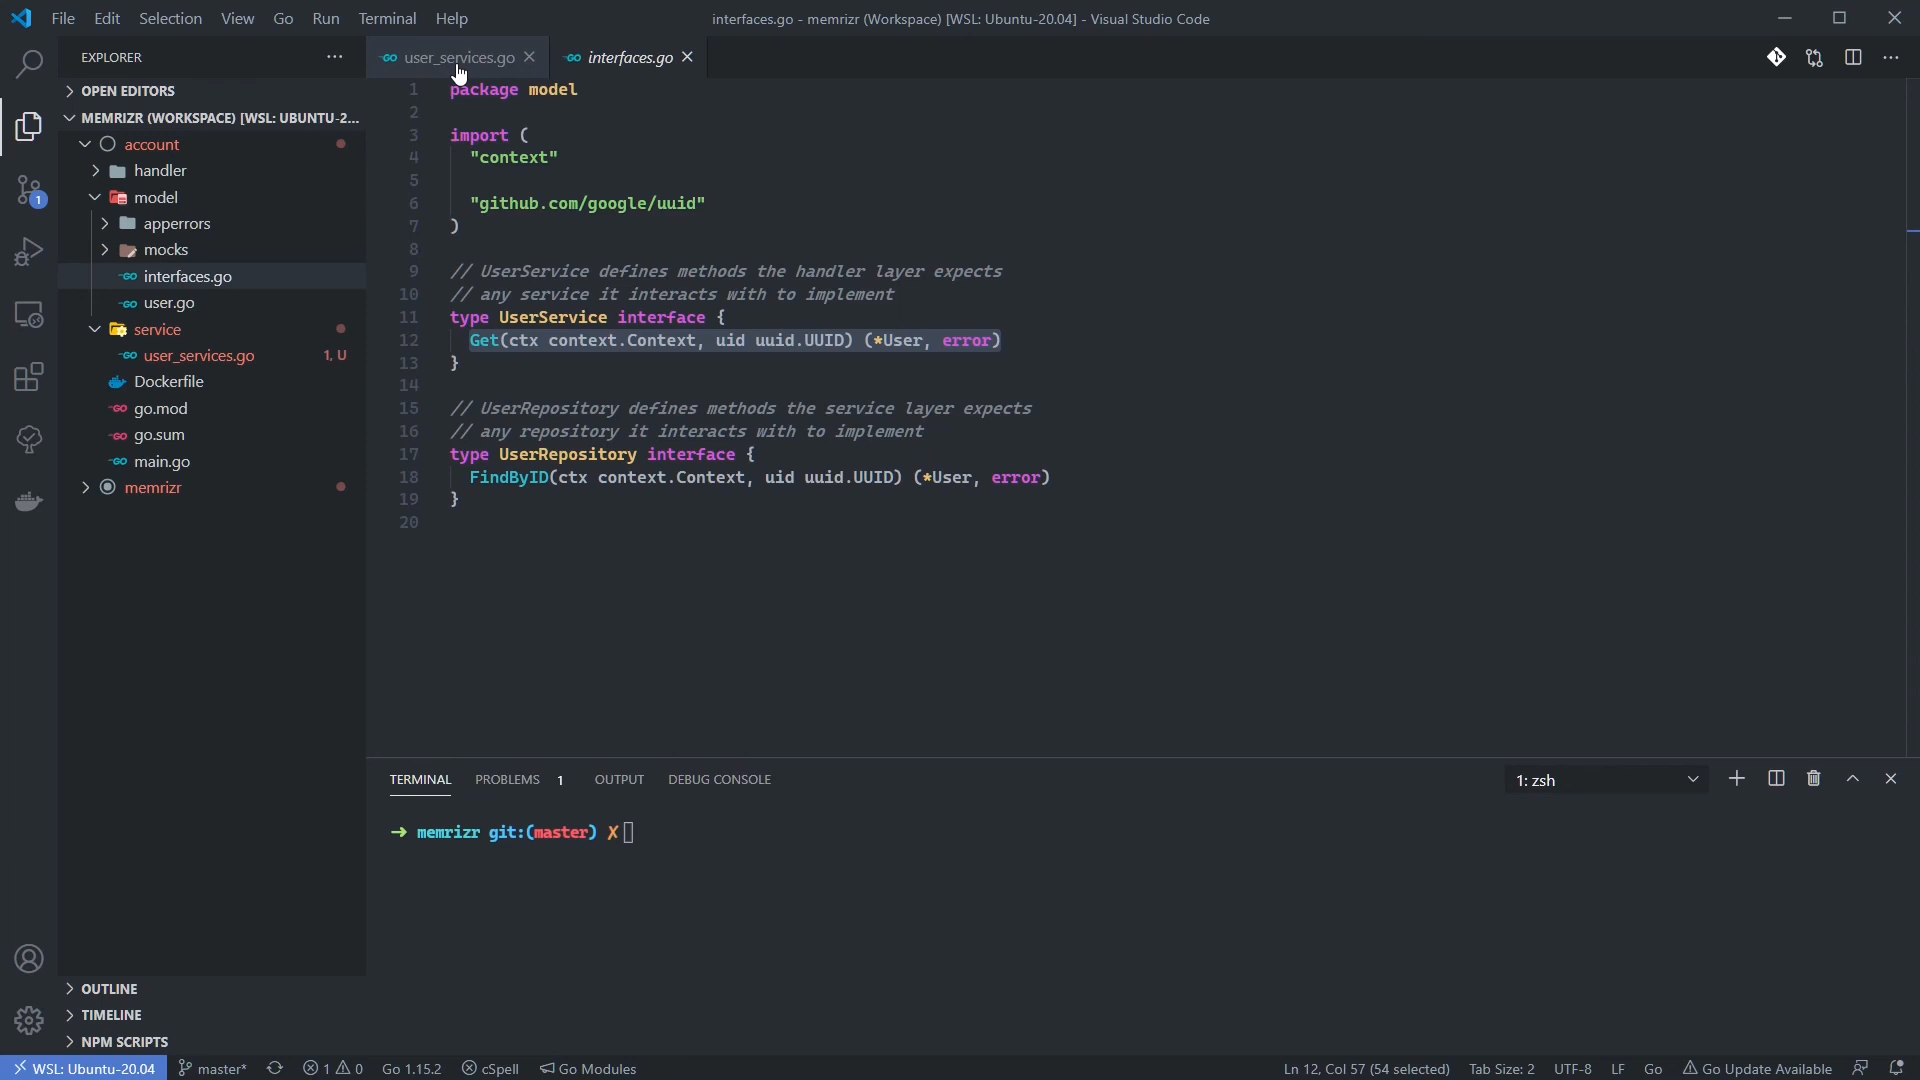 File Edit Selection View Go Run Terminal Help
interfaces.go - memrizr (Workspace) [WSL: Ubuntu-20.04] - Visual Studio Code
EXPLORER
user_services.go
interfaces.go
OPEN EDITORS
MEMRIZR (WORKSPACE) [WSL: UBUNTU-2...
account
handler
model
apperrors
mocks
interfaces.go
user.go
service
user_services.go 1, U
Dockerfile
go.mod
go.sum
main.go
memrizr
1
1 package model
2
3 import (
4 "context"
5
6 "github.com/google/uuid"
7 )
8
9 // UserService defines methods the handler layer expects
10 // any service it interacts with to implement
11 type UserService interface {
12 Get(ctx context.Context, uid uuid.UUID) (*User, error)
13 }
14
15 // UserRepository defines methods the service layer expects
16 // any repository it interacts with to implement
17 type UserRepository interface {
18 FindByID(ctx context.Context, uid uuid.UUID) (*User, error)
19 }
20
TERMINAL PROBLEMS 1 OUTPUT DEBUG CONSOLE
1: zsh
➜ memrizr git:(master) ✗
OUTLINE
TIMELINE
NPM SCRIPTS
WSL: Ubuntu-20.04 master* 1 0 Go 1.15.2 cSpell Go Modules
Ln 12, Col 57 (54 selected) Tab Size: 2 UTF-8 LF Go Go Update Available